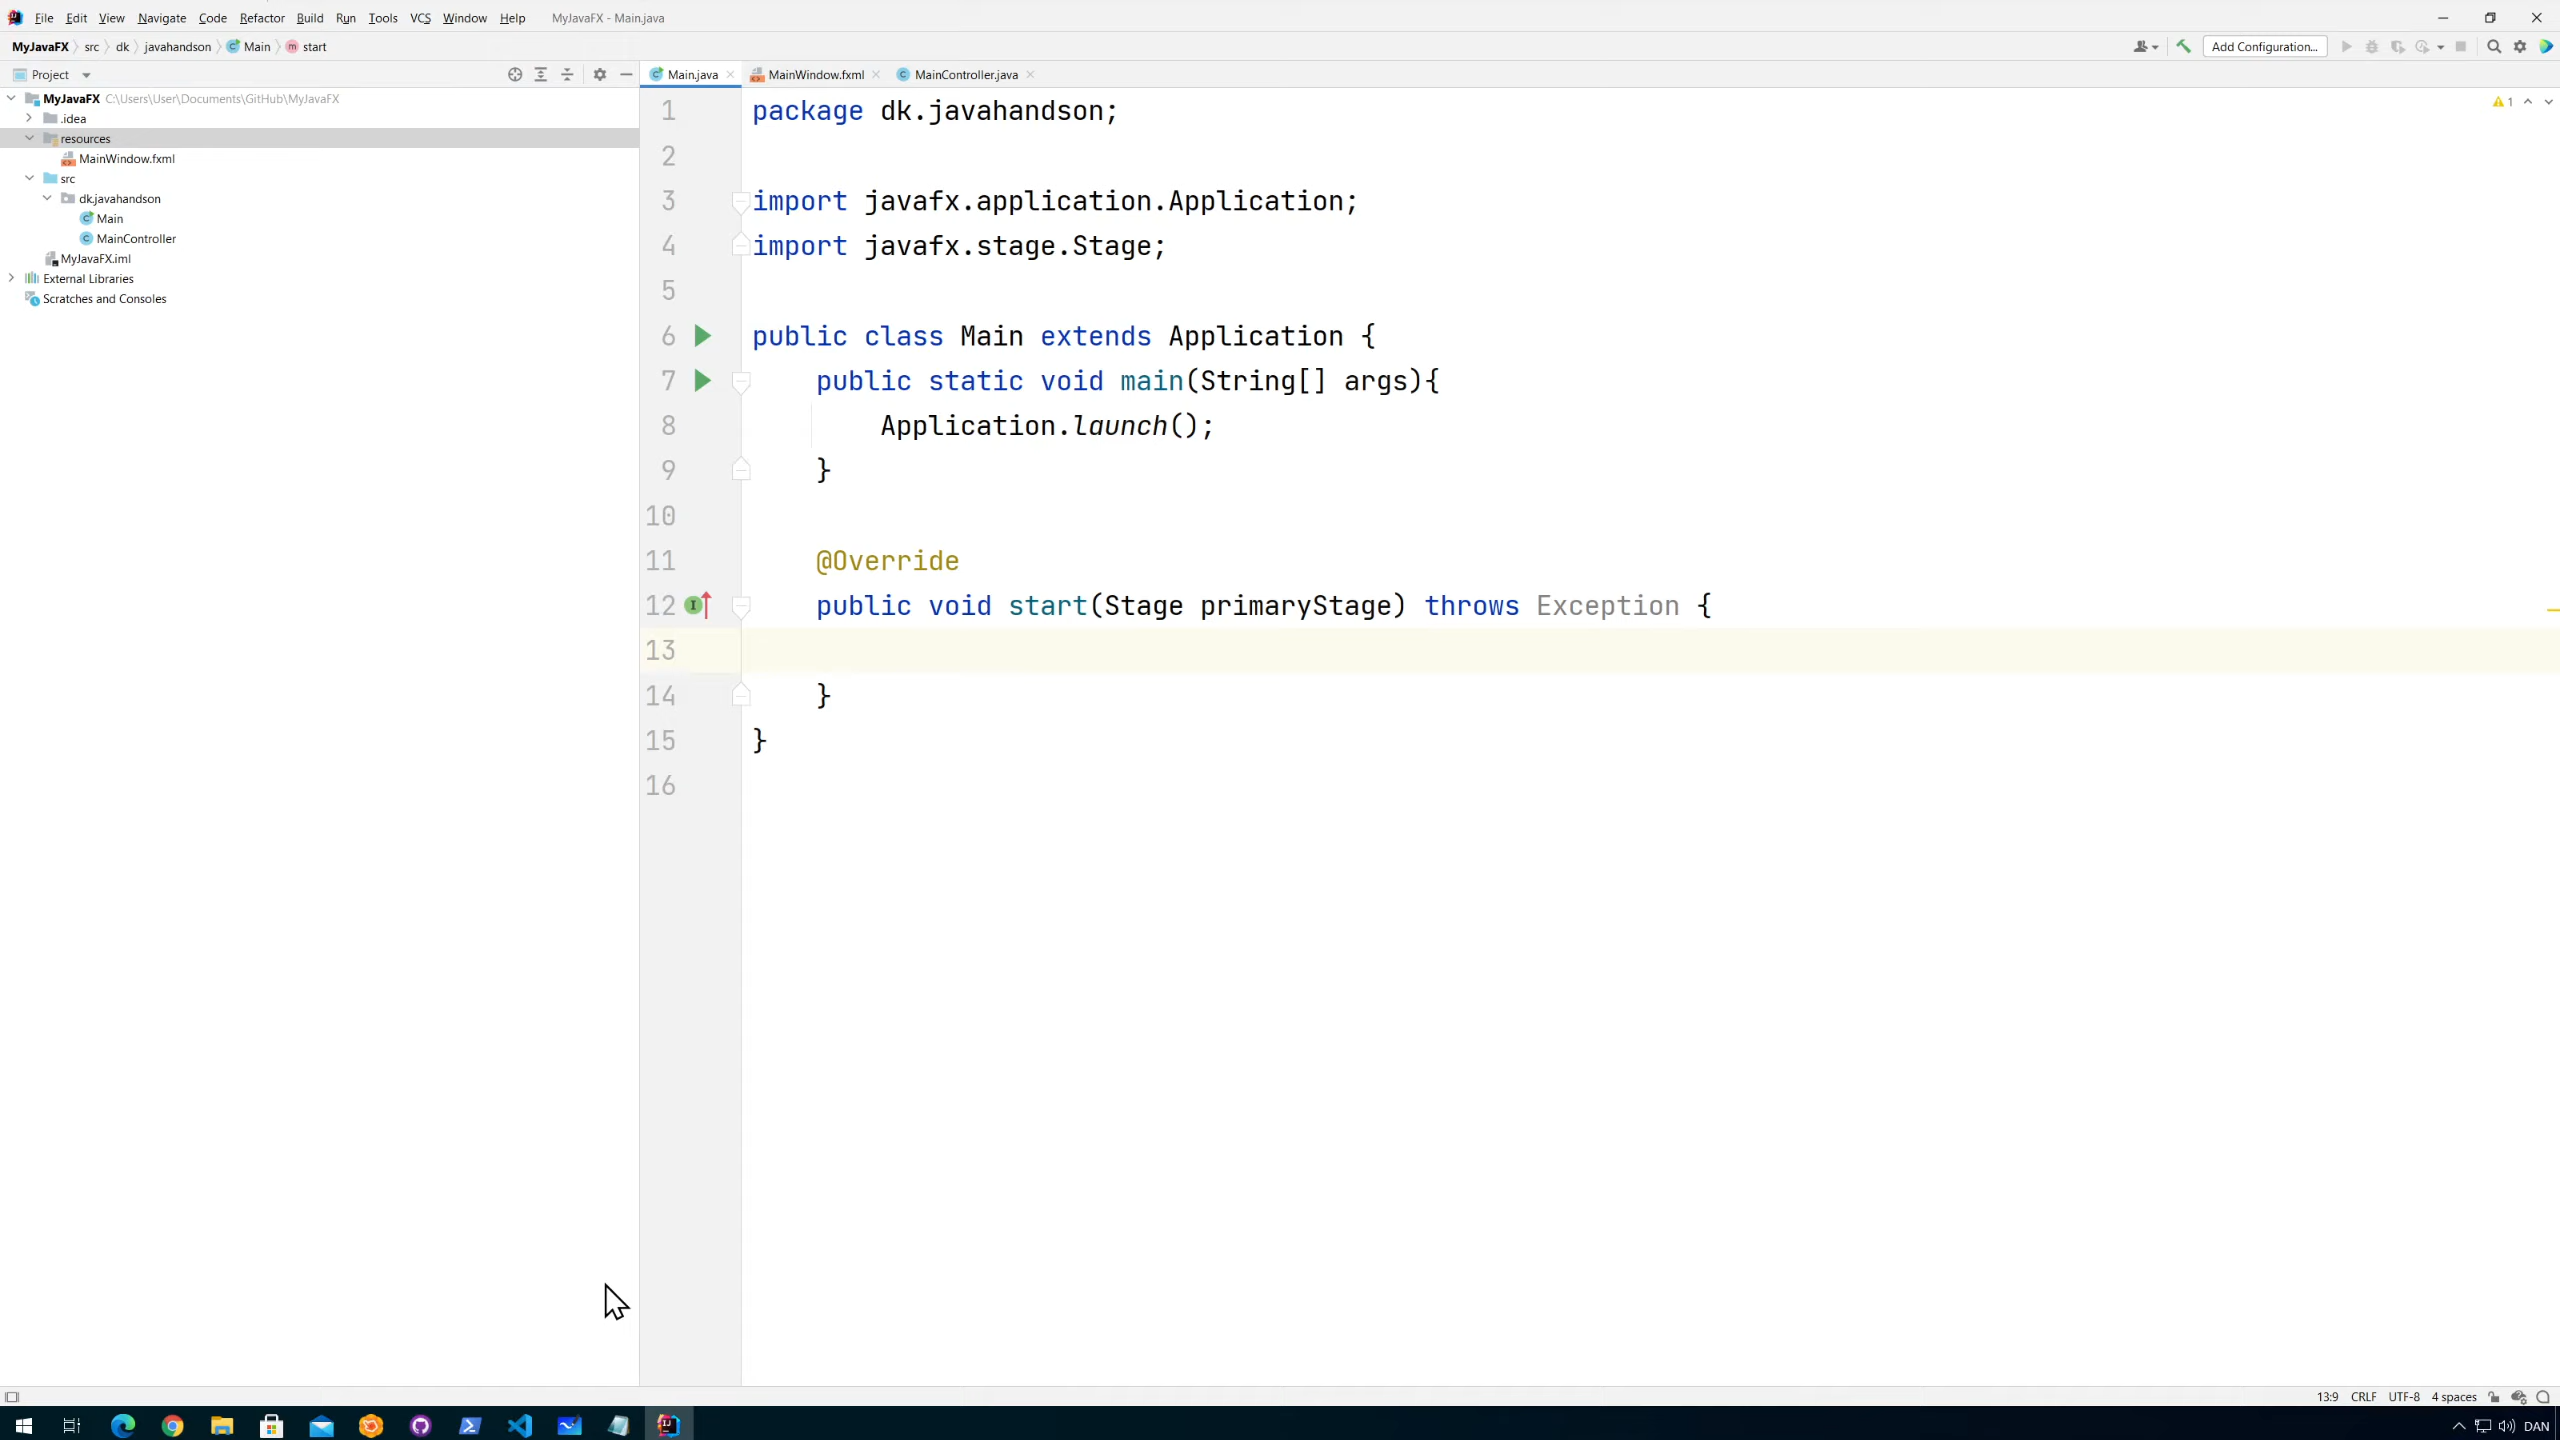 File Edit View Navigate Code Refactor Build Run Tools VCS Window Help MyJavaFX - Main.java
MyJavaFX src dk javahandson Main start
Add Configuration...
Project
Main.java MainWindow.fxml MainController.java
MyJavaFX C:\Users\User\Documents\GitHub\MyJavaFX
.idea
resources
MainWindow.fxml
src
dk.javahandson
Main
MainController
MyJavaFX.iml
External Libraries
Scratches and Consoles
1 package dk.javahandson;
2
3 import javafx.application.Application;
4 import javafx.stage.Stage;
5
6 public class Main extends Application {
7 public static void main(String[] args){
8 Application.launch();
9 }
10
11 @Override
12 public void start(Stage primaryStage) throws Exception {
13
14 }
15 }
16
1
13:9 CRLF UTF-8 4 spaces
DAN